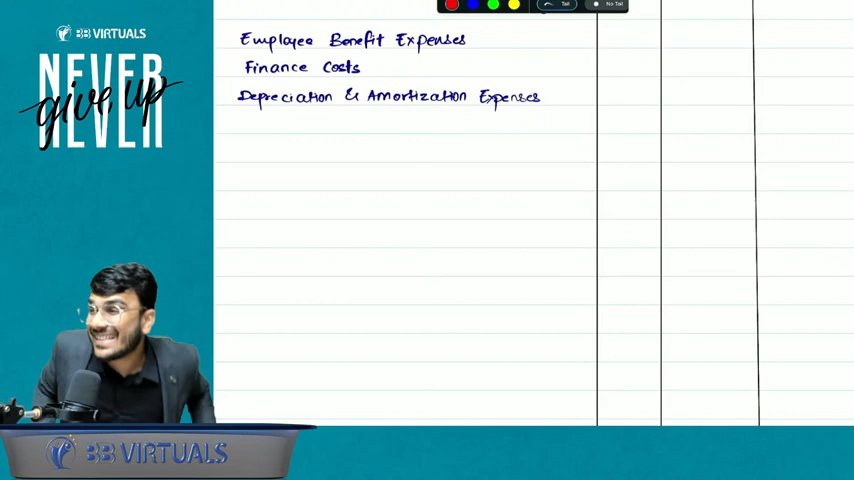 Tail
No Tail
BB VIRTUALS
NEVER
give up
NEVER
Employee Benefit Expenses
Finance Costs
Depreciation & Amortization Expenses
BB VIRTUALS